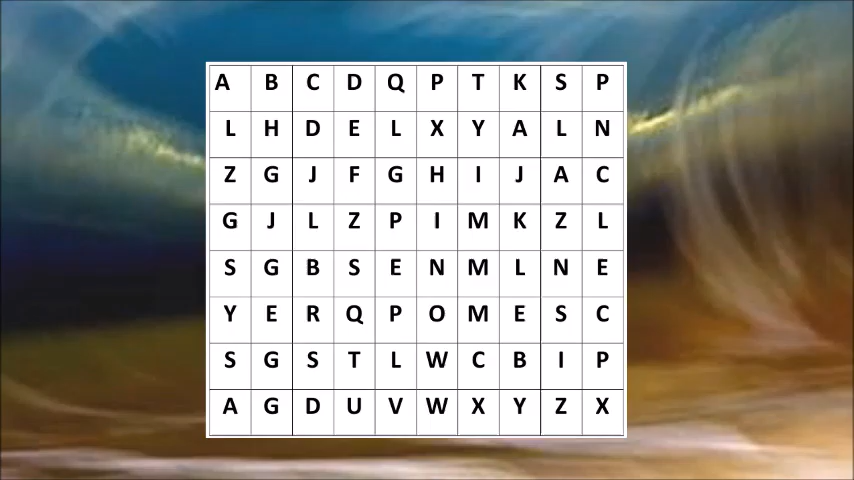 A B C D Q P T K S P
L H D E L X Y A L N
Z G J F G H I J A C
G J L Z P I M K Z L
S G B S E N M L N E
Y E R Q P O M E S C
S G S T L W C B I P
A G D U V W X Y Z X